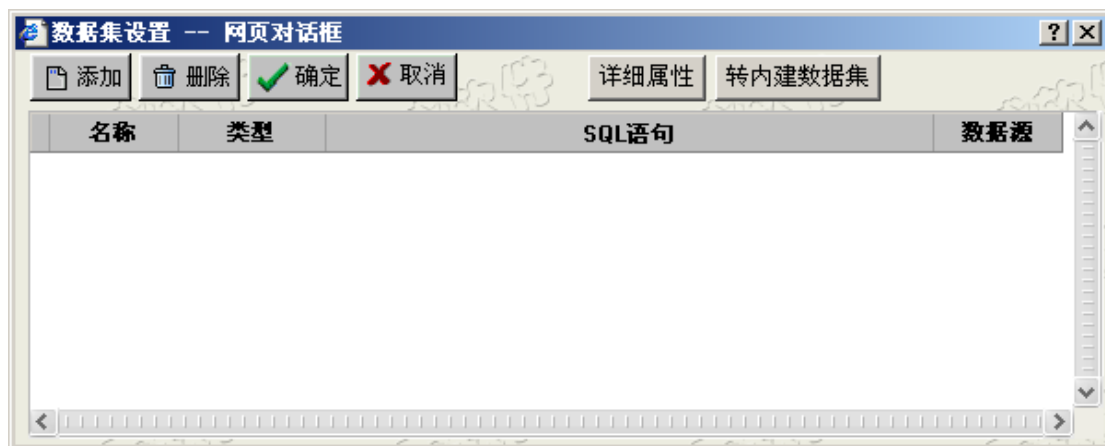 数据集设置 -- 网页对话框
添加 删除 确定 取消 详细属性 转内建数据集
名称 类型 SQL语句 数据源